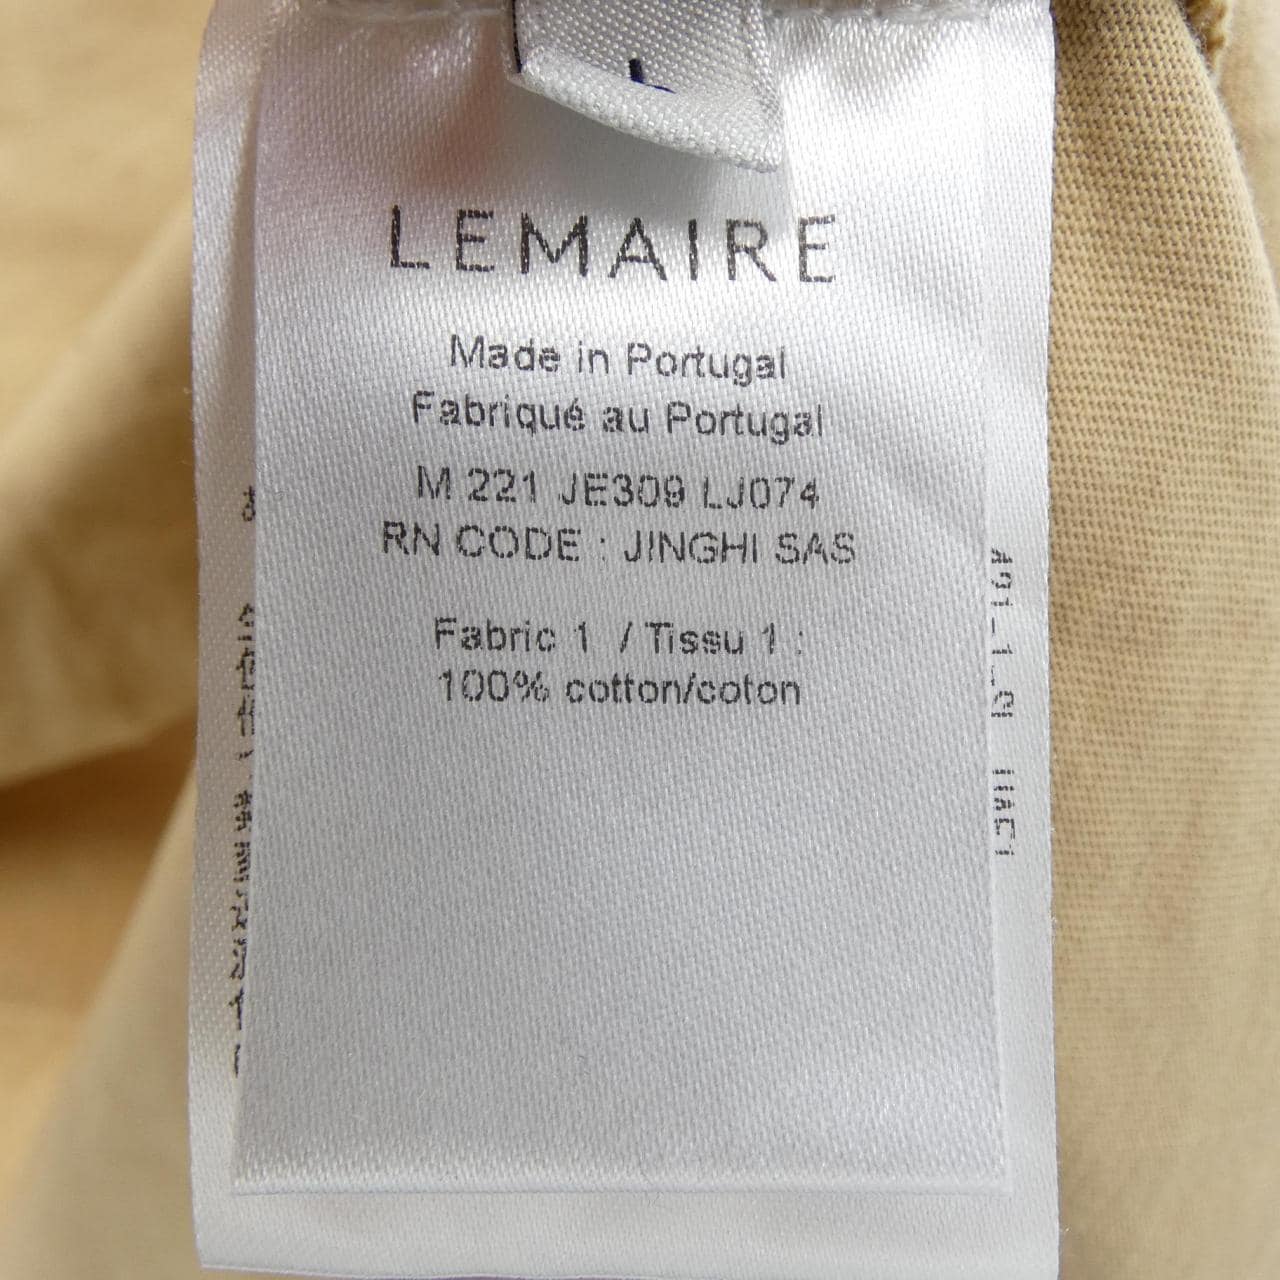 LEMAIRE
Made in Portugal
Fabriqué au Portugal
M 221 JE309 LJ074
RN CODE : JINGHI SAS
Fabric 1 / Tissu 1 :
100% cotton/coton